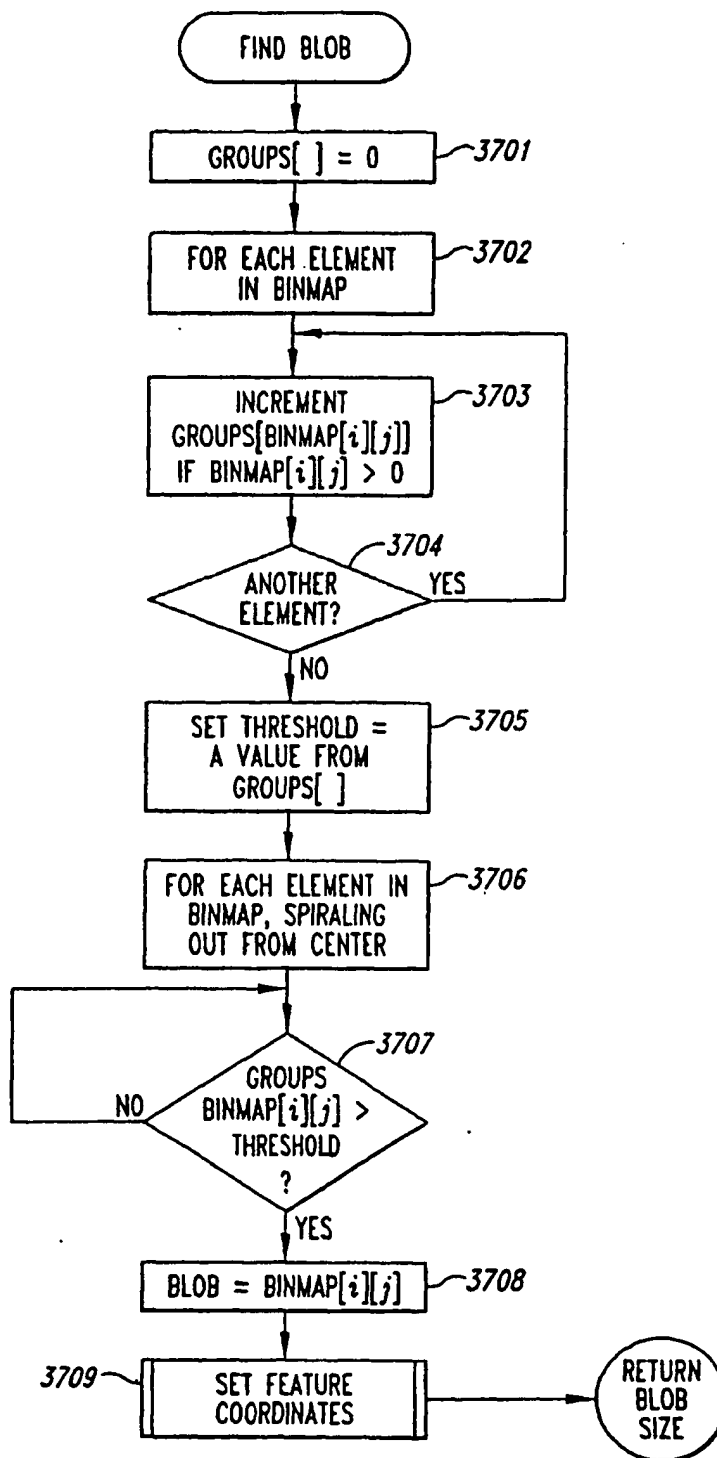 FIND BLOB
GROUPS[ ] = 0
3701
FOR EACH ELEMENT
IN BINMAP
3702
INCREMENT
GROUPS[BINMAP[i][j]]
IF BINMAP[i][j] > 0
3703
3704
ANOTHER
ELEMENT?
YES
NO
SET THRESHOLD =
A VALUE FROM
GROUPS[ ]
3705
FOR EACH ELEMENT IN
BINMAP, SPIRALING
OUT FROM CENTER
3706
3707
GROUPS
BINMAP[i][j] >
THRESHOLD
?
NO
YES
BLOB = BINMAP[i][j]
3708
3709
SET FEATURE
COORDINATES
RETURN
BLOB
SIZE